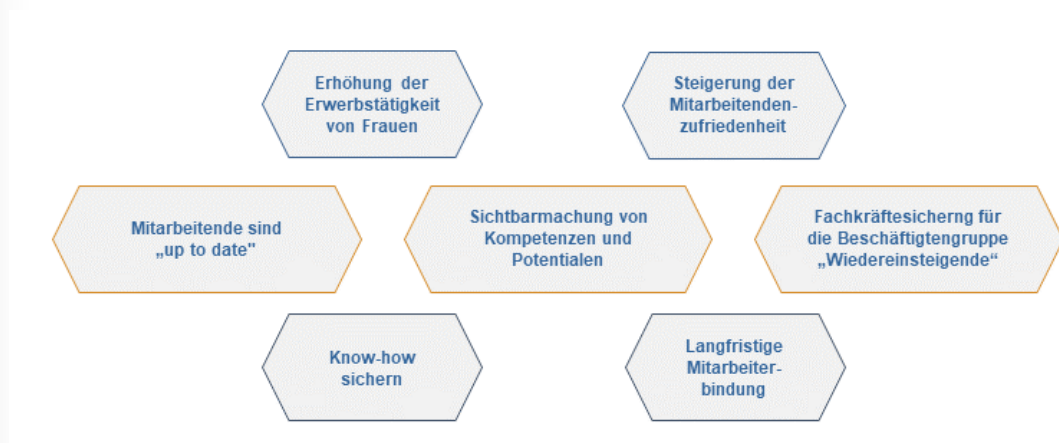 Erhöhung der
Erwerbstätigkeit
von Frauen
Steigerung der
Mitarbeitenden-
zufriedenheit
Mitarbeitende sind
„up to date"
Sichtbarmachung von
Kompetenzen und
Potentialen
Fachkräftesicherng für
die Beschäftigtengruppe
„Wiedereinsteigende“
Know-how
sichern
Langfristige
Mitarbeiter-
bindung